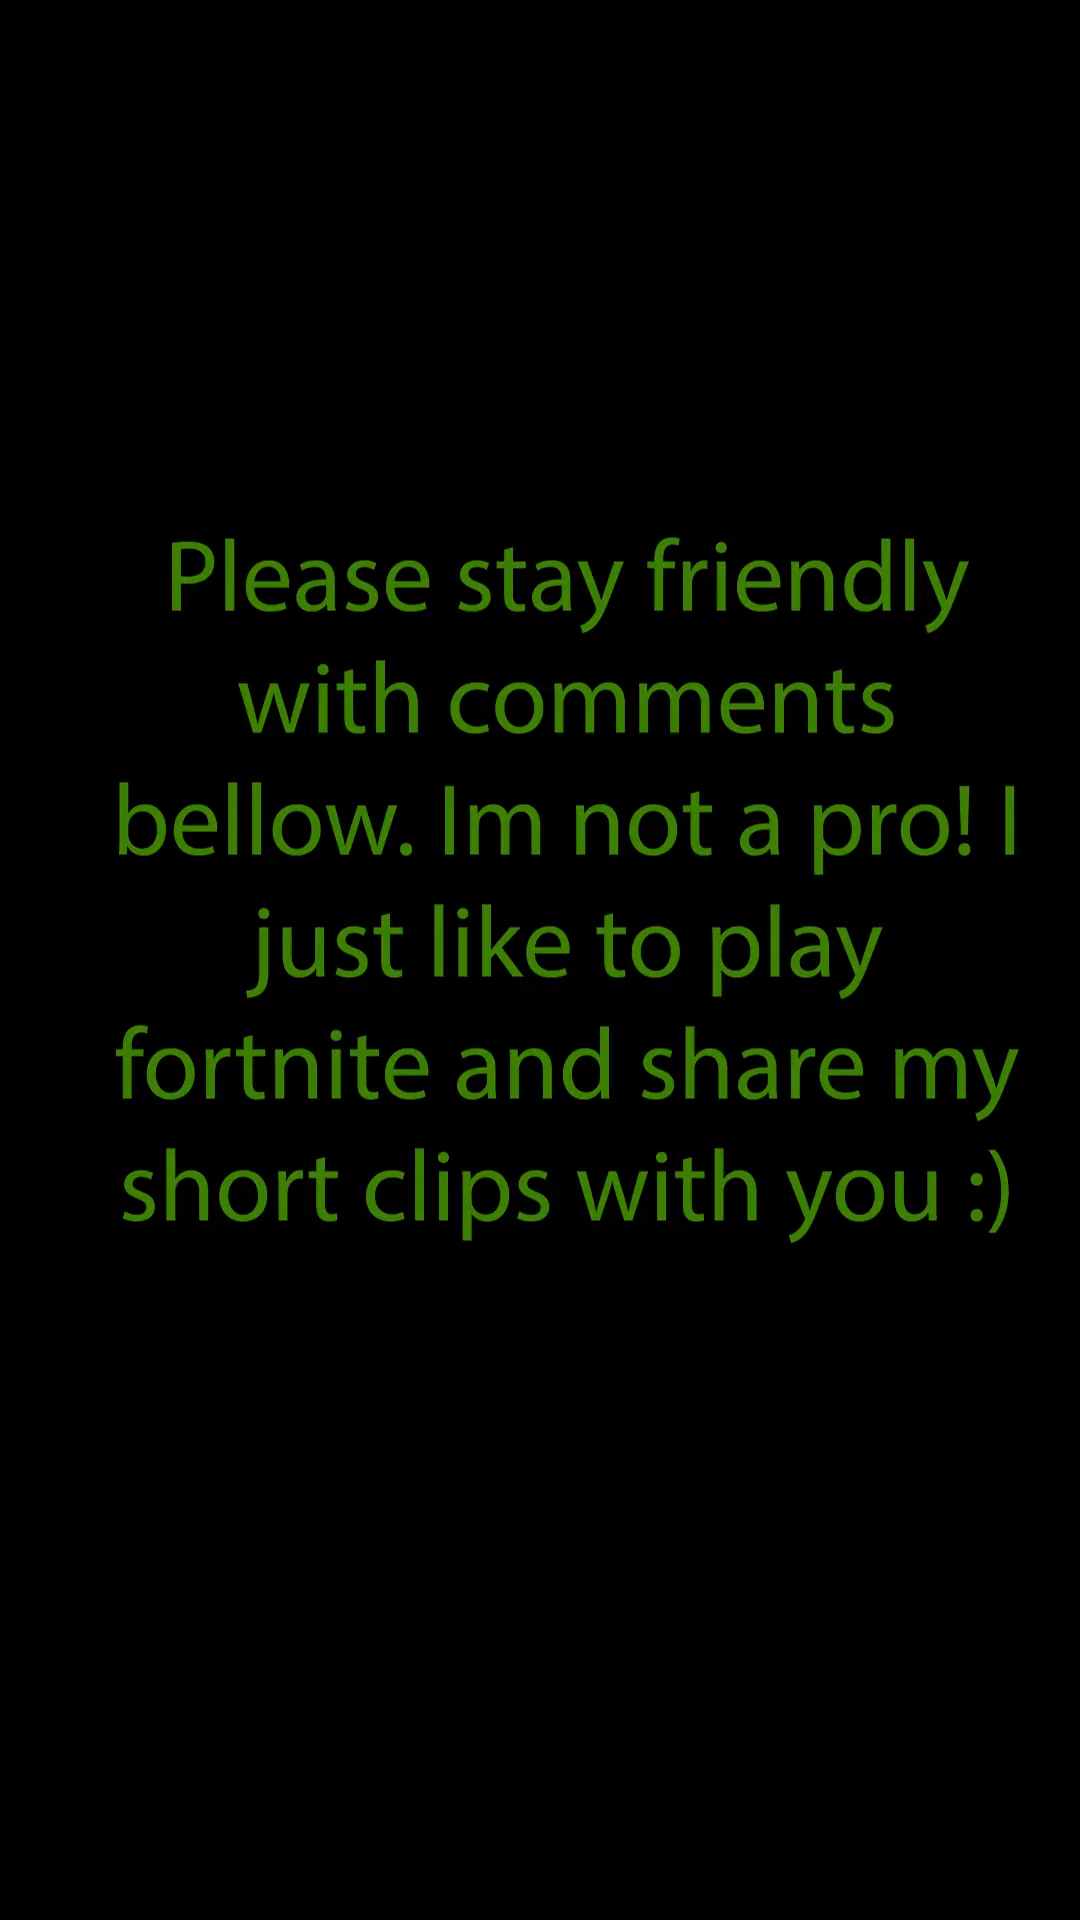 Please stay friendly
with comments
bellow. Im not a pro! I
just like to play
fortnite and share my
short clips with you :)